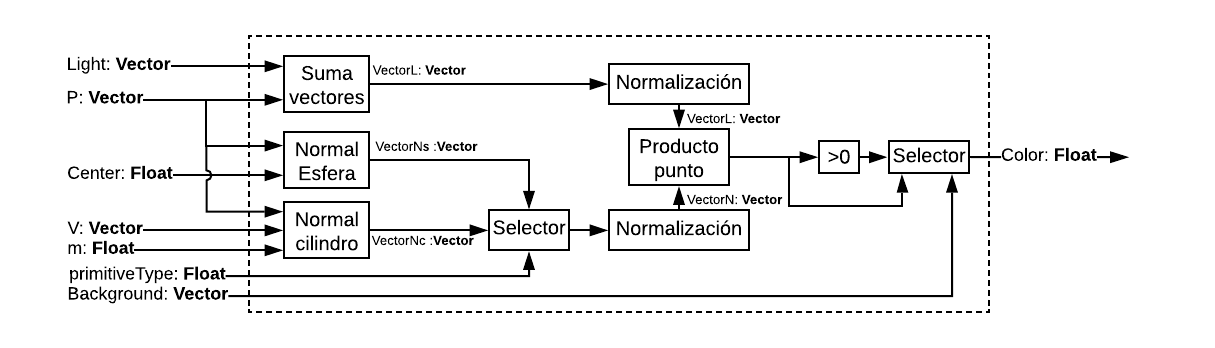 Light: Vector
P: Vector
Center: Float
V: Vector
m: Float
primitiveType: Float
Background: Vector
Suma
vectores
VectorL: Vector
Normal
Esfera
VectorNs :Vector
Normal
cilindro
VectorNc :Vector
Selector
Normalización
VectorL: Vector
Producto
punto
VectorN: Vector
Normalización
>0
Selector
Color: Float